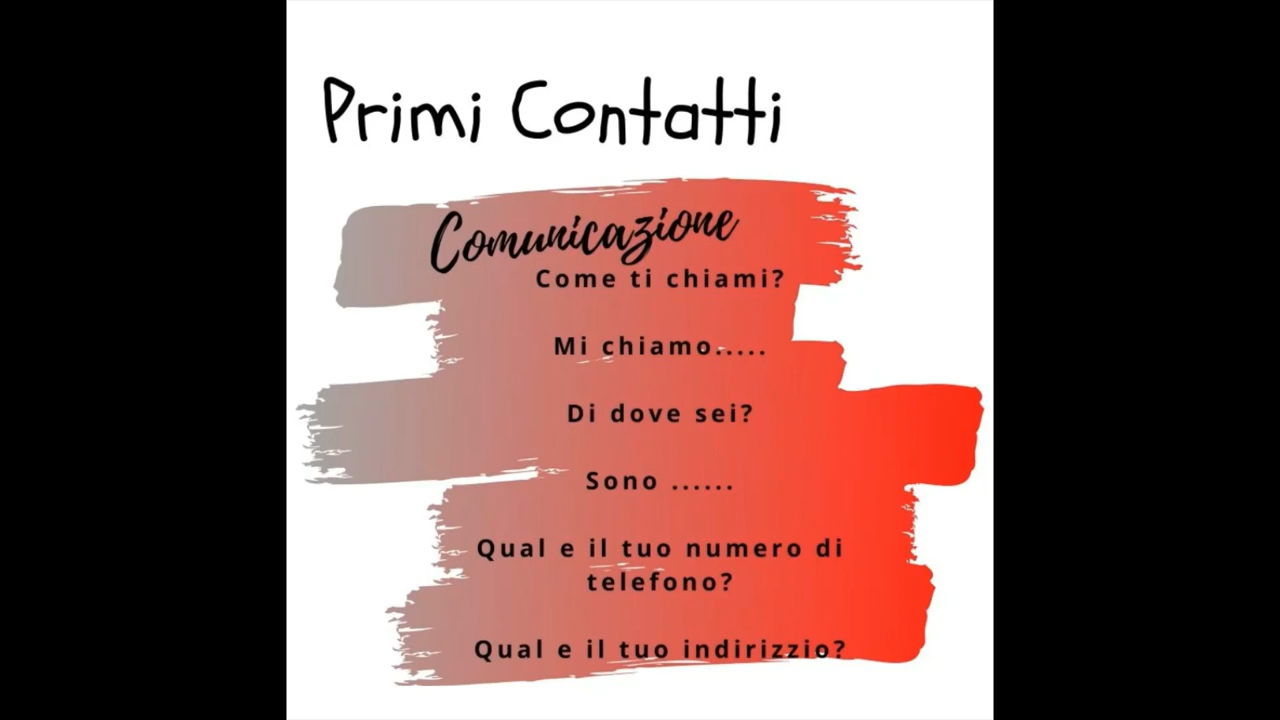 Primi Contatti
Comunicazione
Come ti chiami?
Mi chiamo.....
Di dove sei?
Sono ......
Qual e il tuo numero di
telefono?
Qual e il tuo indirizzio?